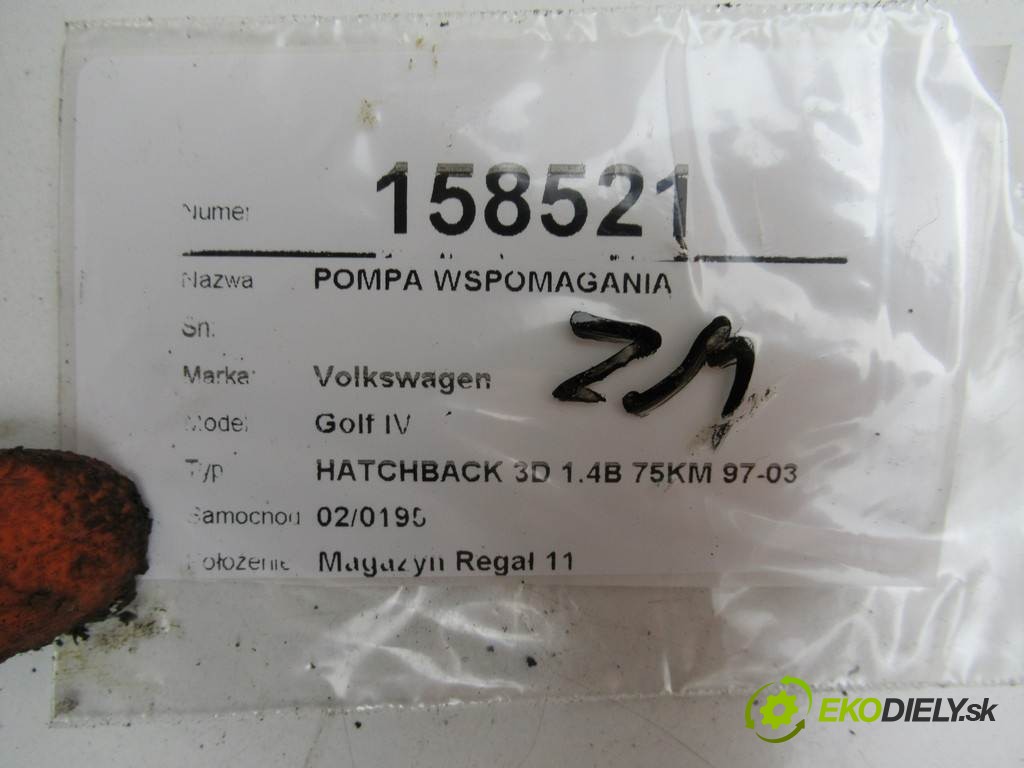 Numer 158521
Nazwa POMPA WSPOMAGANIA
Sn:
Marka: Volkswagen
Model Golf IV
Typ HATCHBACK 3D 1.4B 75KM 97-03
Samochod 02/0195
Położenie Magazyn Regał 11
EKODIELY.sk